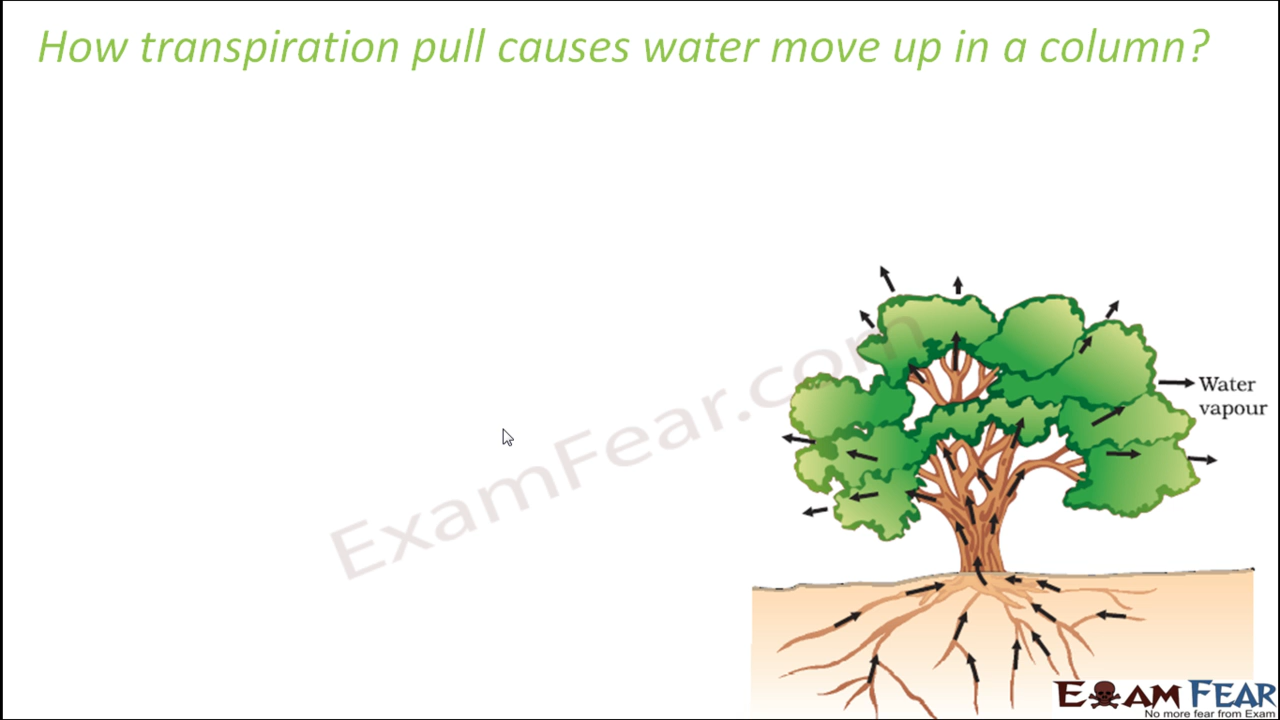 How transpiration pull causes water move up in a column?
ExamFear.com
Water
vapour
EXAM FEAR
No more fear from Exam